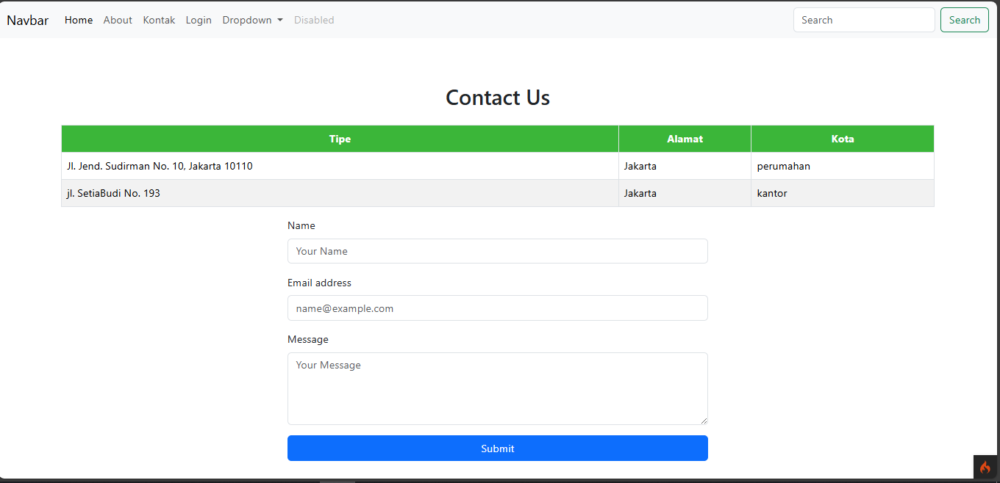 Navbar Home About Kontak Login Dropdown Disabled Search Search
Contact Us
Tipe Alamat Kota
Jl. Jend. Sudirman No. 10, Jakarta 10110 Jakarta perumahan
jl. SetiaBudi No. 193 Jakarta kantor
Name
Your Name
Email address
name@example.com
Message
Your Message
Submit